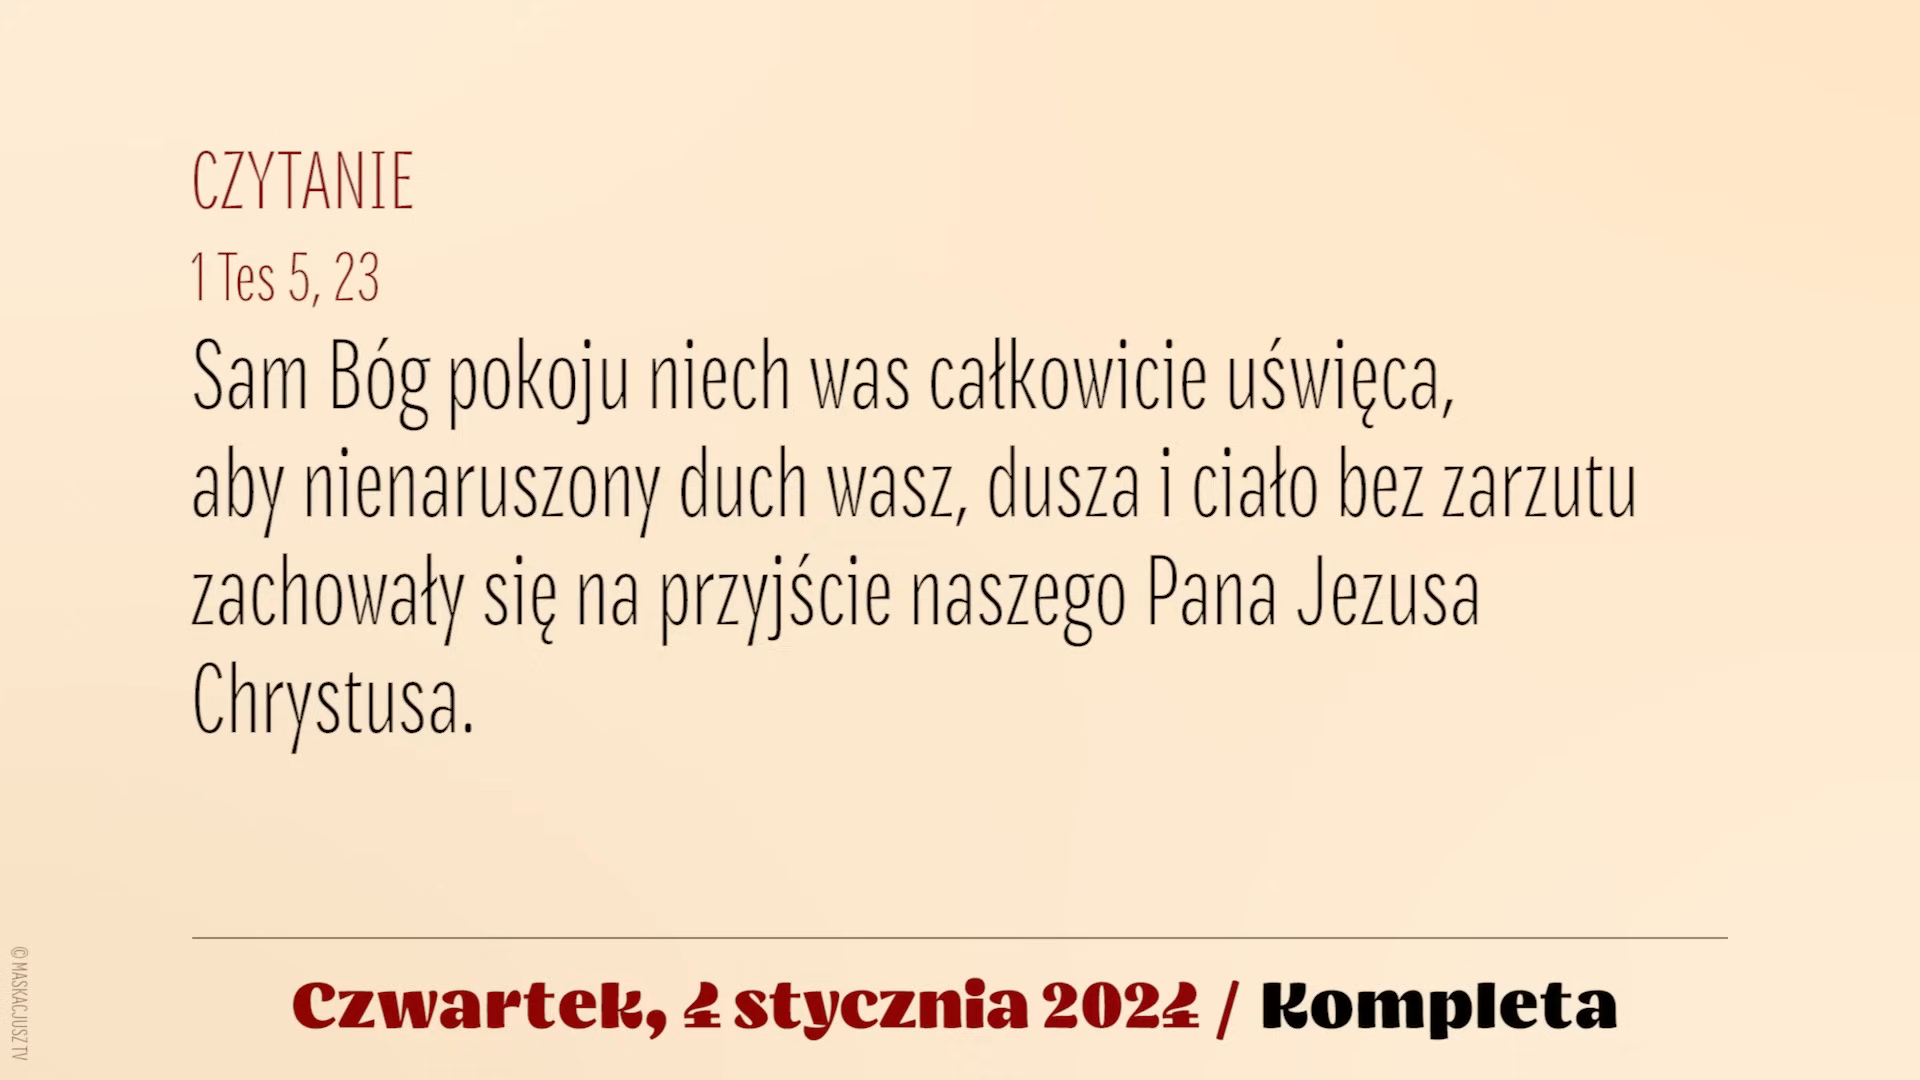 CZYTANIE
1 Tes 5, 23
Sam Bóg pokoju niech was całkowicie uświęca,
aby nienaruszony duch wasz, dusza i ciało bez zarzutu
zachowały się na przyjście naszego Pana Jezusa
Chrystusa.
Czwartek, 4 stycznia 2024 / Kompleta
© MASKACJUSZ TV